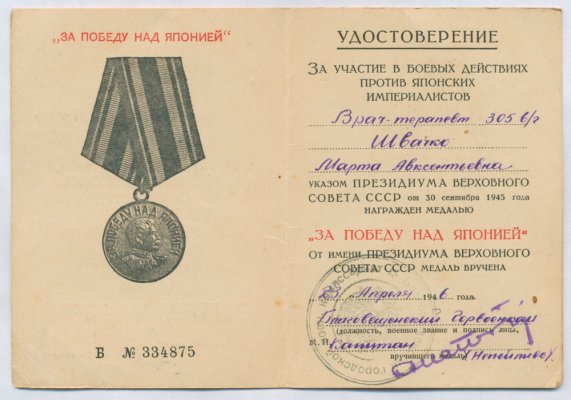 „ЗА ПОБЕДУ НАД ЯПОНИЕЙ"
ЗА ПОБЕДУ НАД ЯПОНИЕЙ
Б № 334875
УДОСТОВЕРЕНИЕ
ЗА УЧАСТИЕ В БОЕВЫХ ДЕЙСТВИЯХ
ПРОТИВ ЯПОНСКИХ
ИМПЕРИАЛИСТОВ
Врач-терапевт 305 в/г
Швачко
Марта Авксентьевна
УКАЗОМ ПРЕЗИДИУМА ВЕРХОВНОГО
СОВЕТА СССР от 30 сентября 1945 года
НАГРАЖДЕН МЕДАЛЬЮ
„ЗА ПОБЕДУ НАД ЯПОНИЕЙ"
ОТ ИМЕНИ ПРЕЗИДИУМА ВЕРХОВНОГО
СОВЕТА СССР МЕДАЛЬ ВРУЧЕНА
23 „ Апреля 1946 года.
Благовещенский Горвоенком
(должность, военное звание и подпись лица,
М. П. Капитан
вручившего медаль)